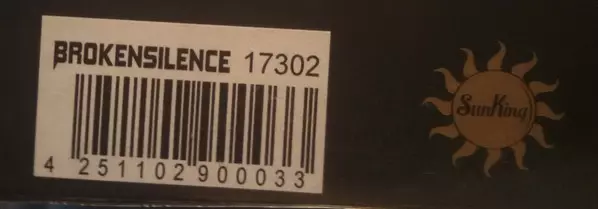 BROKENSILENCE 17302
4 251102 900033
SunKing